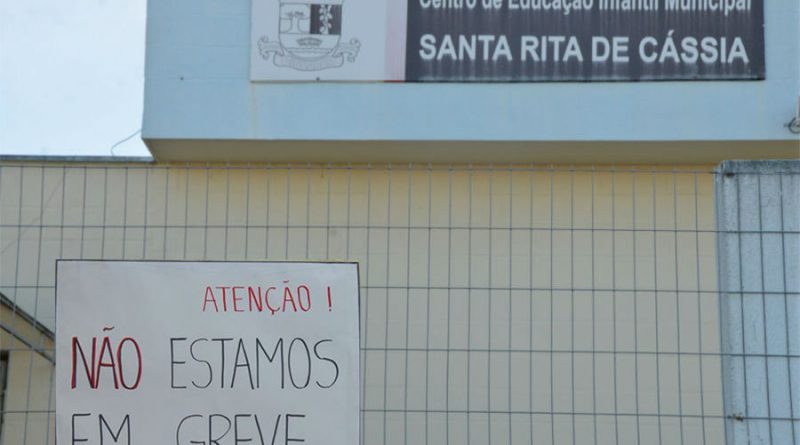 Centro de Educação Infantil Municipal
SANTA RITA DE CÁSSIA
ATENÇÃO !
NÃO ESTAMOS
EM GREVE